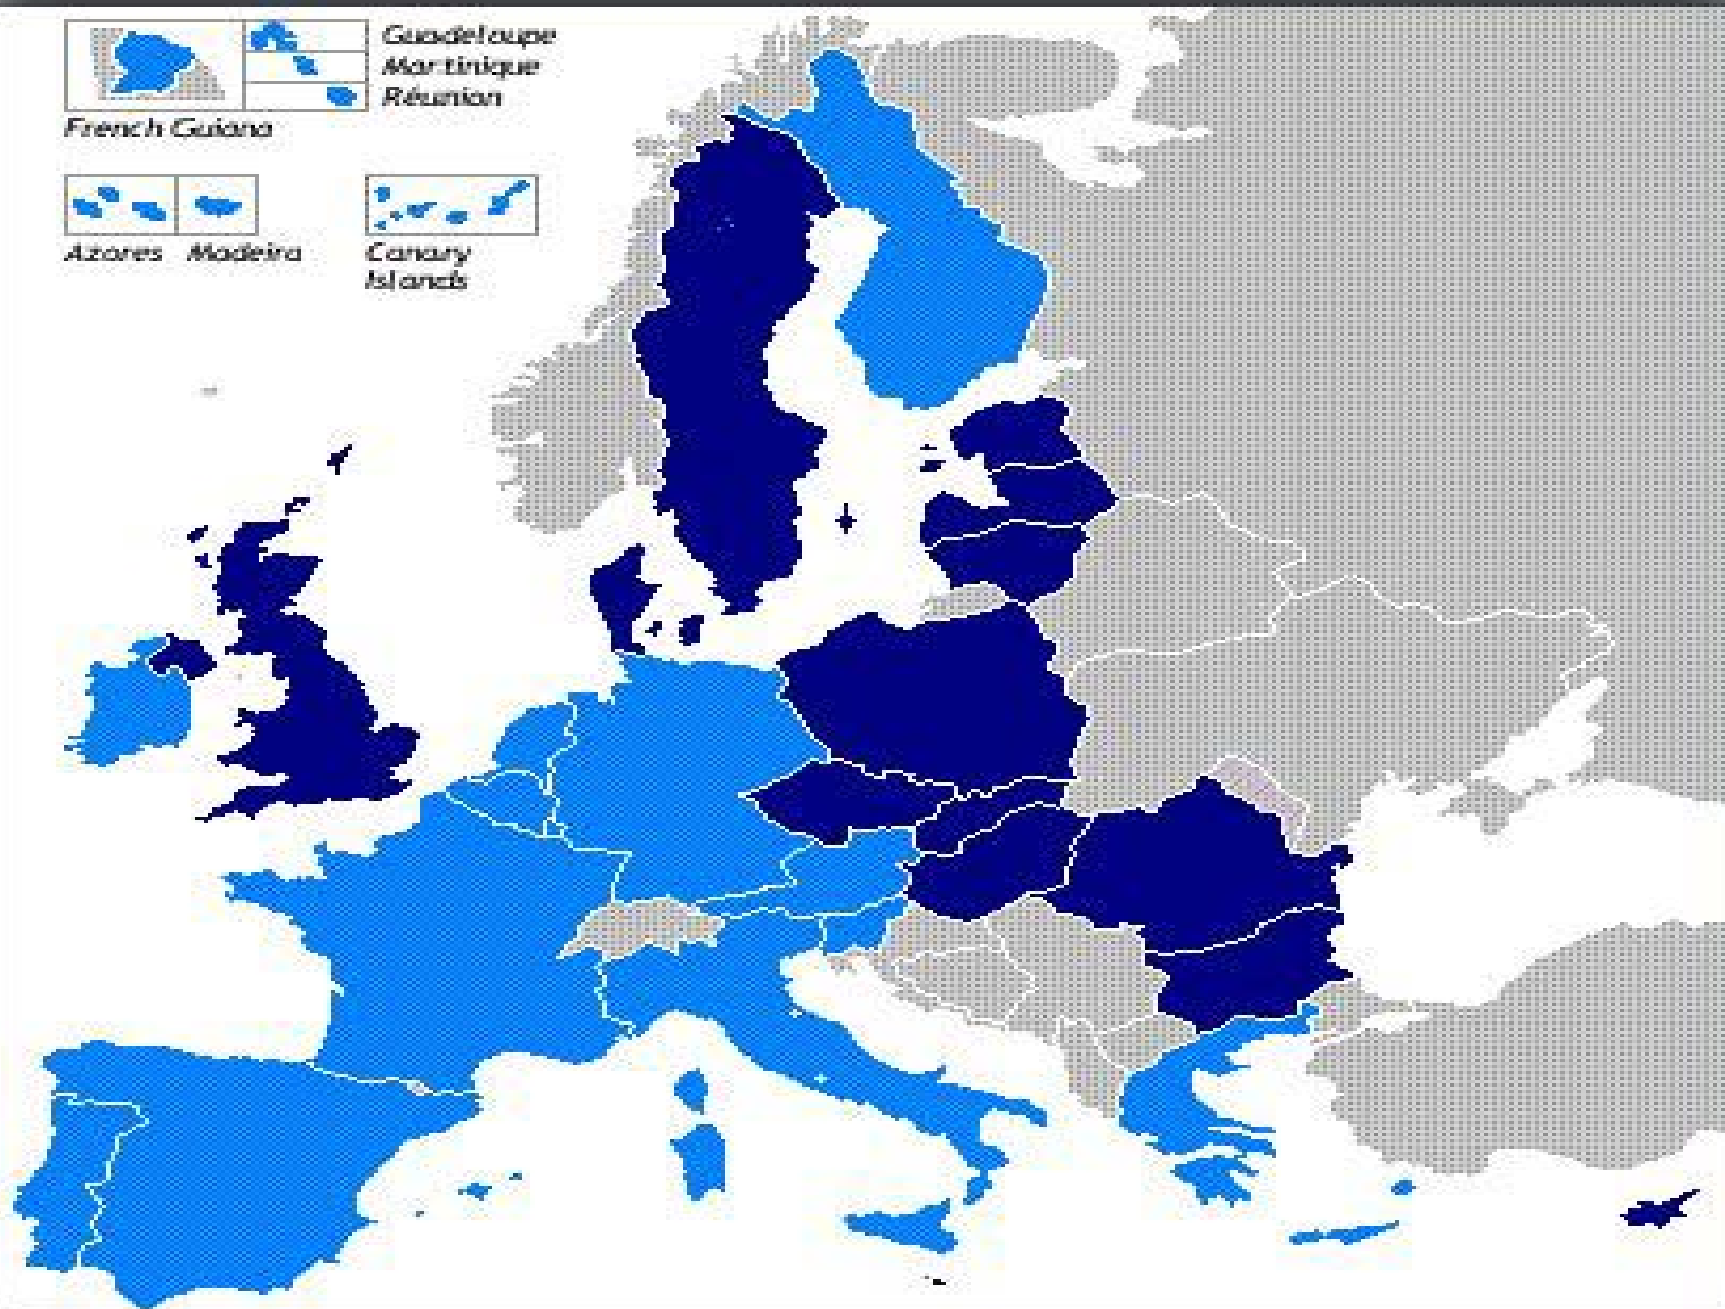 Guadeloupe
Martinique
Réunion
French Guiana
Azores Madeira
Canary
Islands